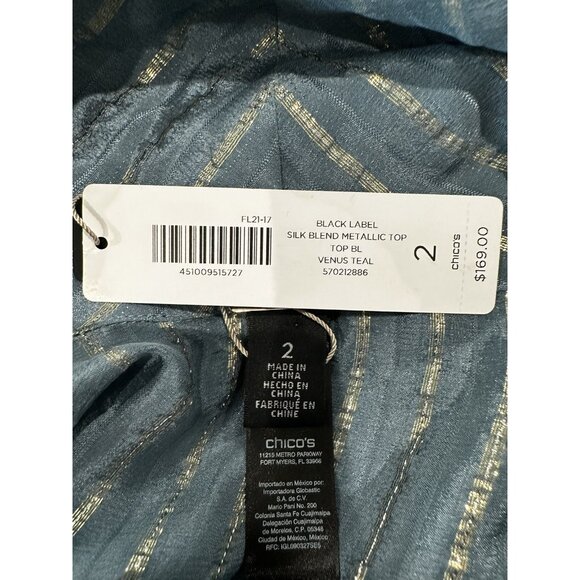 FL21-17
451009515727
BLACK LABEL
SILK BLEND METALLIC TOP
TOP BL
VENUS TEAL
570212886
2
chico's
$169.00
2
MADE IN
CHINA
HECHO EN
CHINA
FABRIQUÉ EN
CHINE
chico's
11215 METRO PARKWAY
FORT MYERS, FL 33966
Importado en México por:
Importadora Globastic
S.A. de C.V.
Mario Pani No. 200
Colonia Santa Fe Cuajimalpa
Delegación Cuajimalpa
de Morelos, C.P. 05348
Ciudad de México, México
RFC: IGL090327SE5